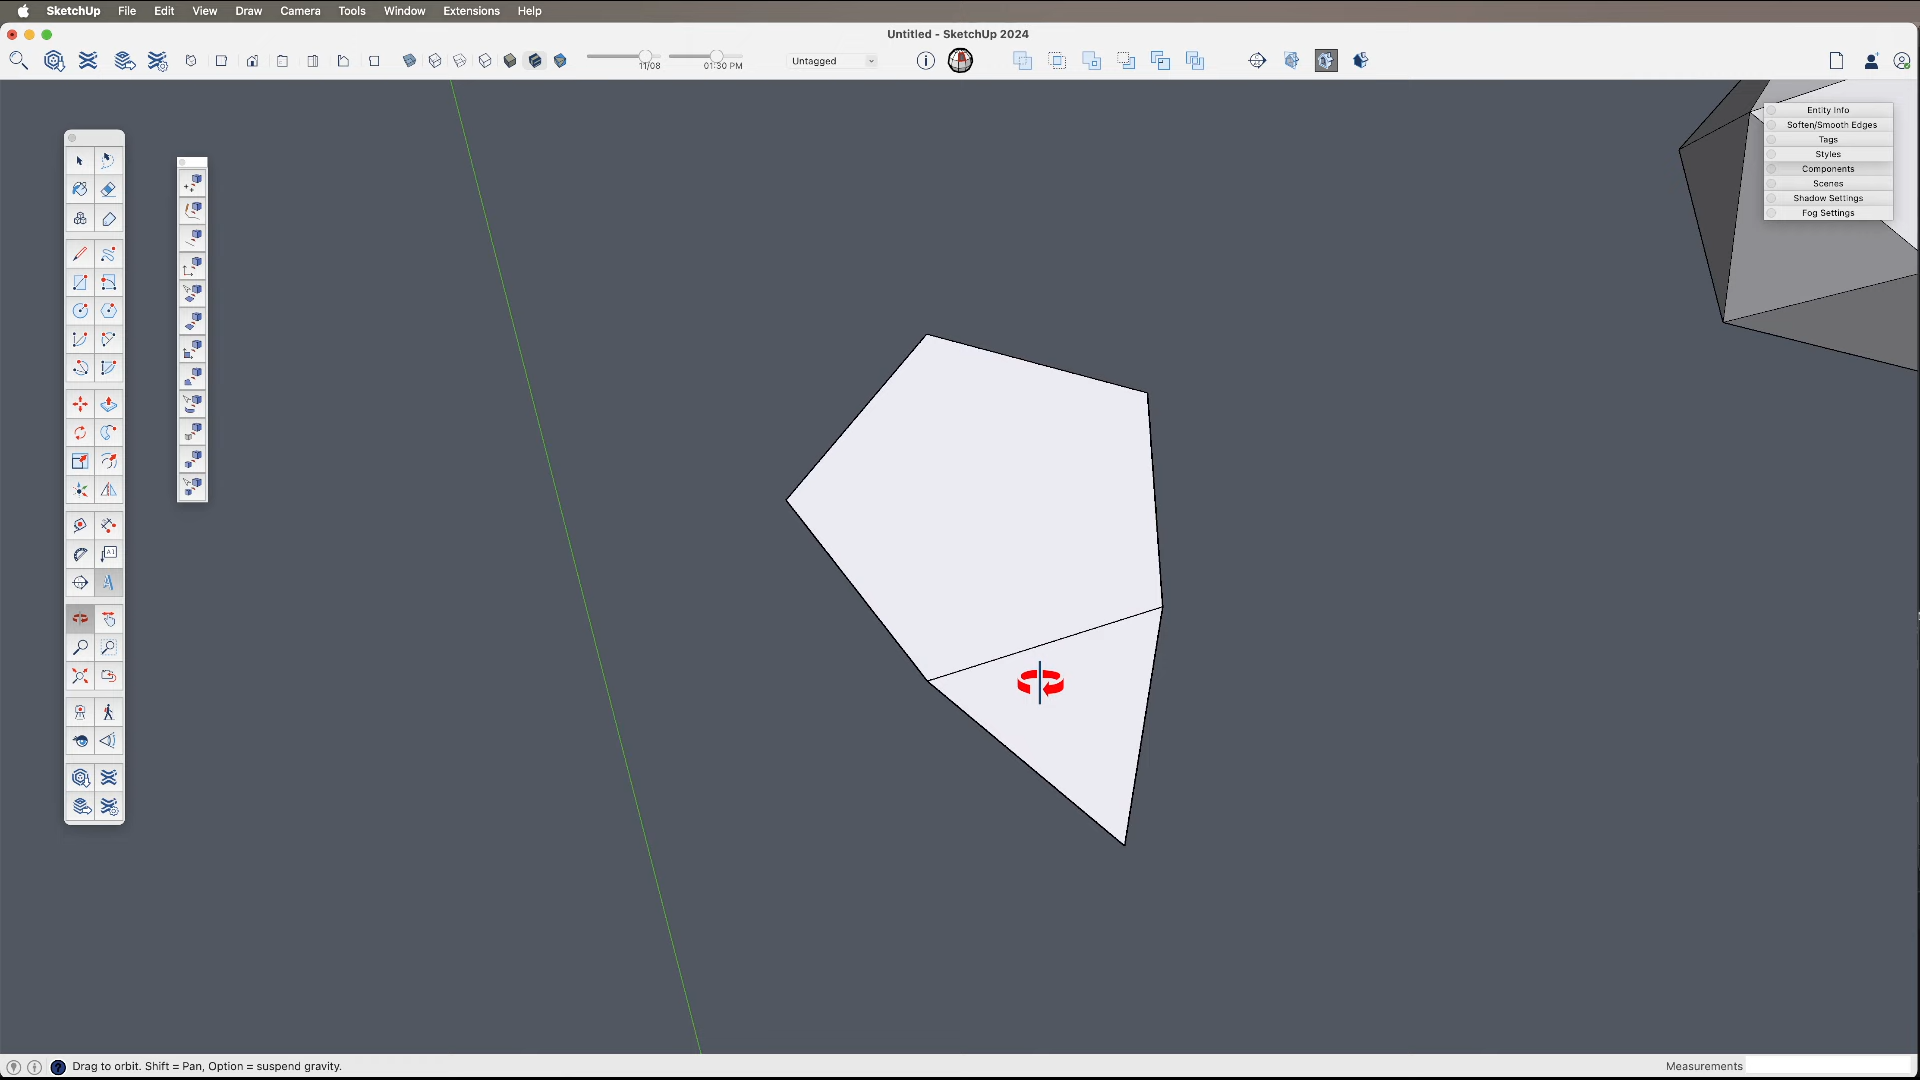 SketchUp File Edit View Draw Camera Tools Window Extensions Help
Untitled - SketchUp 2024
11/08 01:30 PM Untagged
Entity Info
Soften/Smooth Edges
Tags
Styles
Components
Scenes
Shadow Settings
Fog Settings
A1
Drag to orbit. Shift = Pan, Option = suspend gravity. Measurements